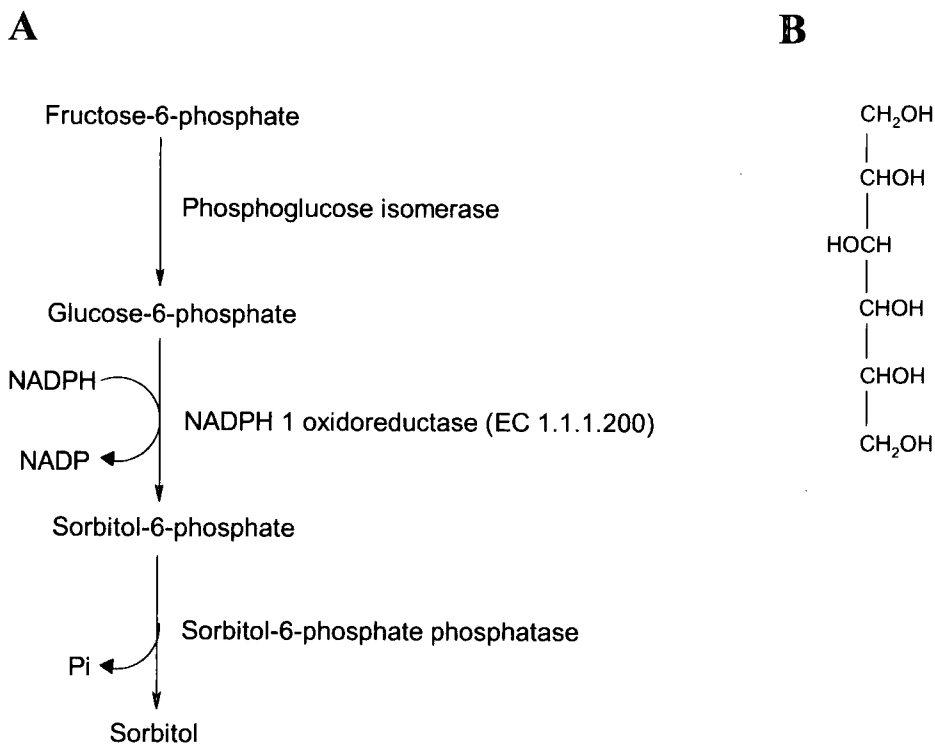 A
B
Fructose-6-phosphate
Phosphoglucose isomerase
Glucose-6-phosphate
NADPH
NADPH 1 oxidoreductase (EC 1.1.1.200)
NADP
Sorbitol-6-phosphate
Sorbitol-6-phosphate phosphatase
Pi
Sorbitol
CH₂OH
CHOH
HOCH
CHOH
CHOH
CH₂OH